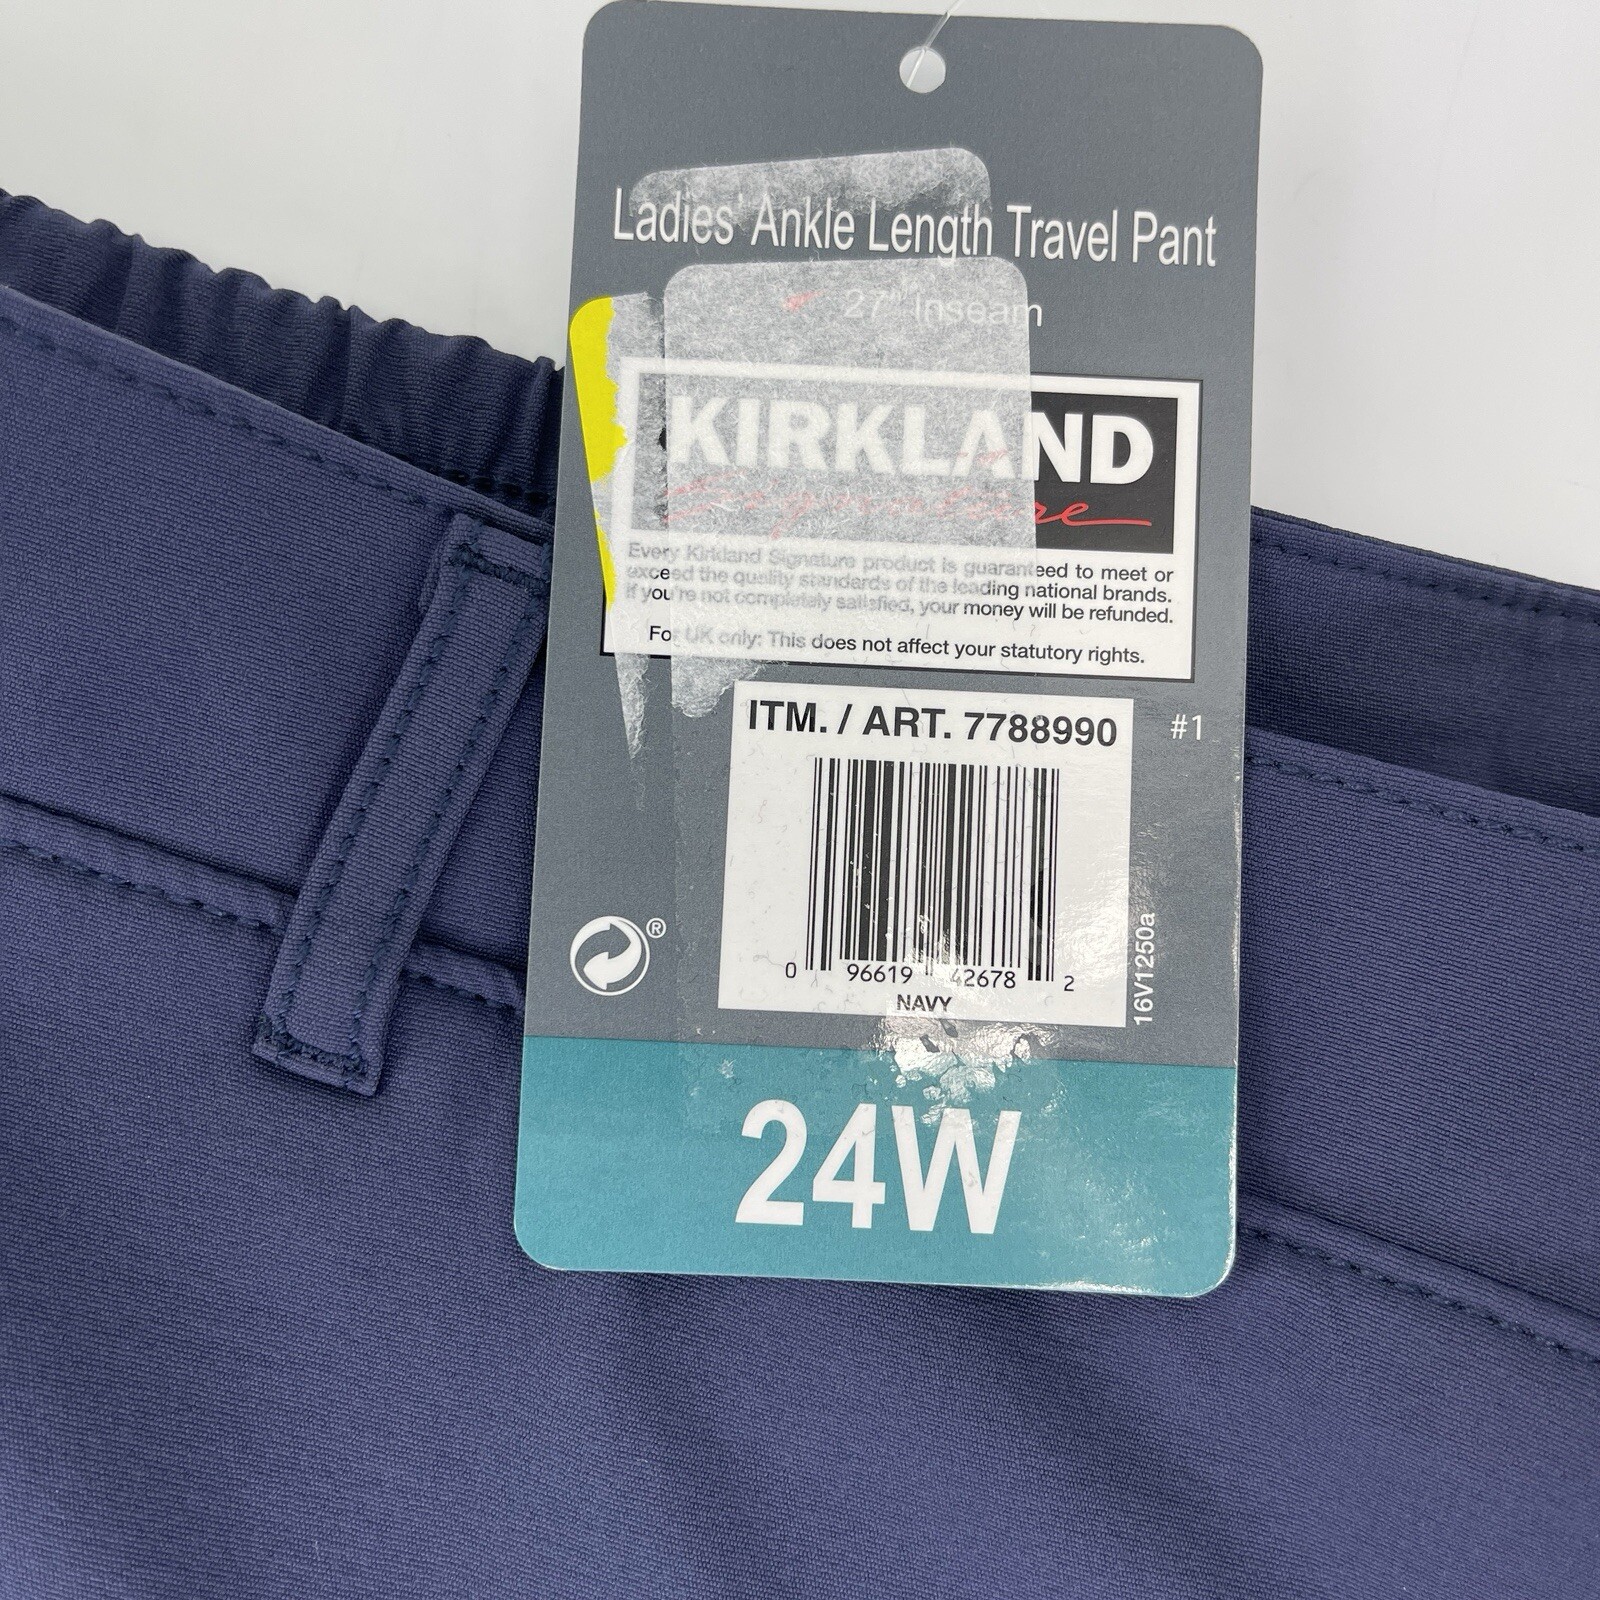 Ladies' Ankle Length Travel Pant
27" Inseam
KIRKLAND
Signature
Every Kirkland Signature product is guaranteed to meet or
exceed the quality standards of the leading national brands.
If you're not completely satisfied, your money will be refunded.
For UK only: This does not affect your statutory rights.
ITM. / ART. 7788990
#1
®
0 96619 42678 2
NAVY
16V1250a
24W